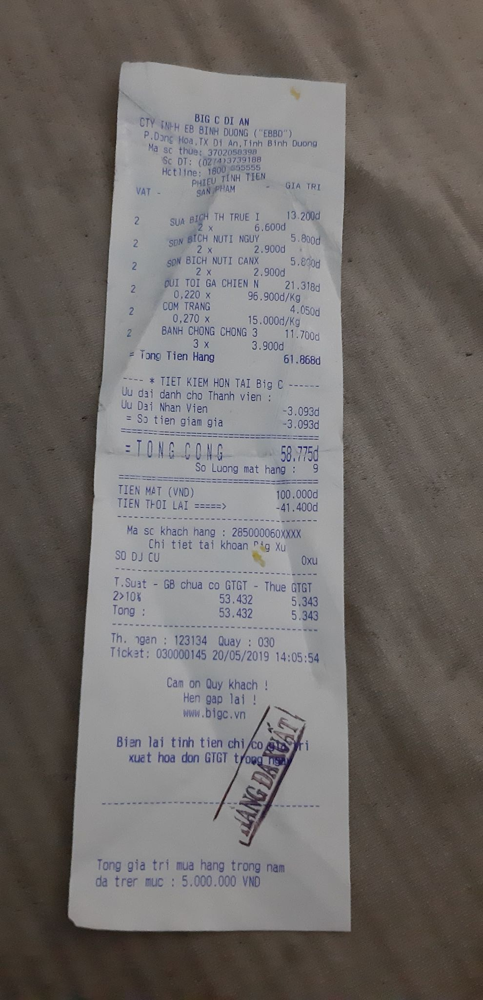 BIG C DI AN
CTY TNHH EB BINH DUONG ("EBBD")
P.Dong Hoa,TX Di An,Tinh Binh Duong
Ma so thue: 3702058398
So DT: (0274)3739188
Hotline: 1800 555555
PHIEU TINH TIEN
VAT - SAN PHAM - GIA TRI
2 SUA BICH TH TRUE I 13.200d
2 x 6.600d
2 SDN BICH NUTI NGUY 5.800d
2 x 2.900d
2 SDN BICH NUTI CANX 5.800d
2 x 2.900d
2 DUI TOI GA CHIEN N 21.318d
0,220 x 96.900d/Kg
2 COM TRANG 4.050d
0,270 x 15.000d/Kg
2 BANH CHONG CHONG 3 11.700d
3 x 3.900d
= Tong Tien Hang 61.868d
---- * TIET KIEM HON TAI Big C ------
Uu dai danh cho Thanh vien :
Uu Dai Nhan Vien -3.093d
= So tien giam gia -3.093d
= TONG CONG 58.775d
So Luong mat hang : 9
TIEN MAT (VND) 100.000d
TIEN THOI LAI =====> -41.400d
Ma so khach hang : 285000060XXXX
Chi tiet tai khoan Big Xu
SO DU CU 0xu
T.Suat - GB chua co GTGT - Thue GTGT
2>10% 53.432 5.343
Tong : 53.432 5.343
Th. ngan : 123134 Quay : 030
Ticket: 030000145 20/05/2019 14:05:54
Cam on Quy khach !
Hen gap lai !
www.bigc.vn
Bien lai tinh tien chi co gia tri
xuat hoa don GTGT trong ngay
HÀNG ĐÃ XUẤT
Tong gia tri mua hang trong nam
da tren muc : 5.000.000 VND